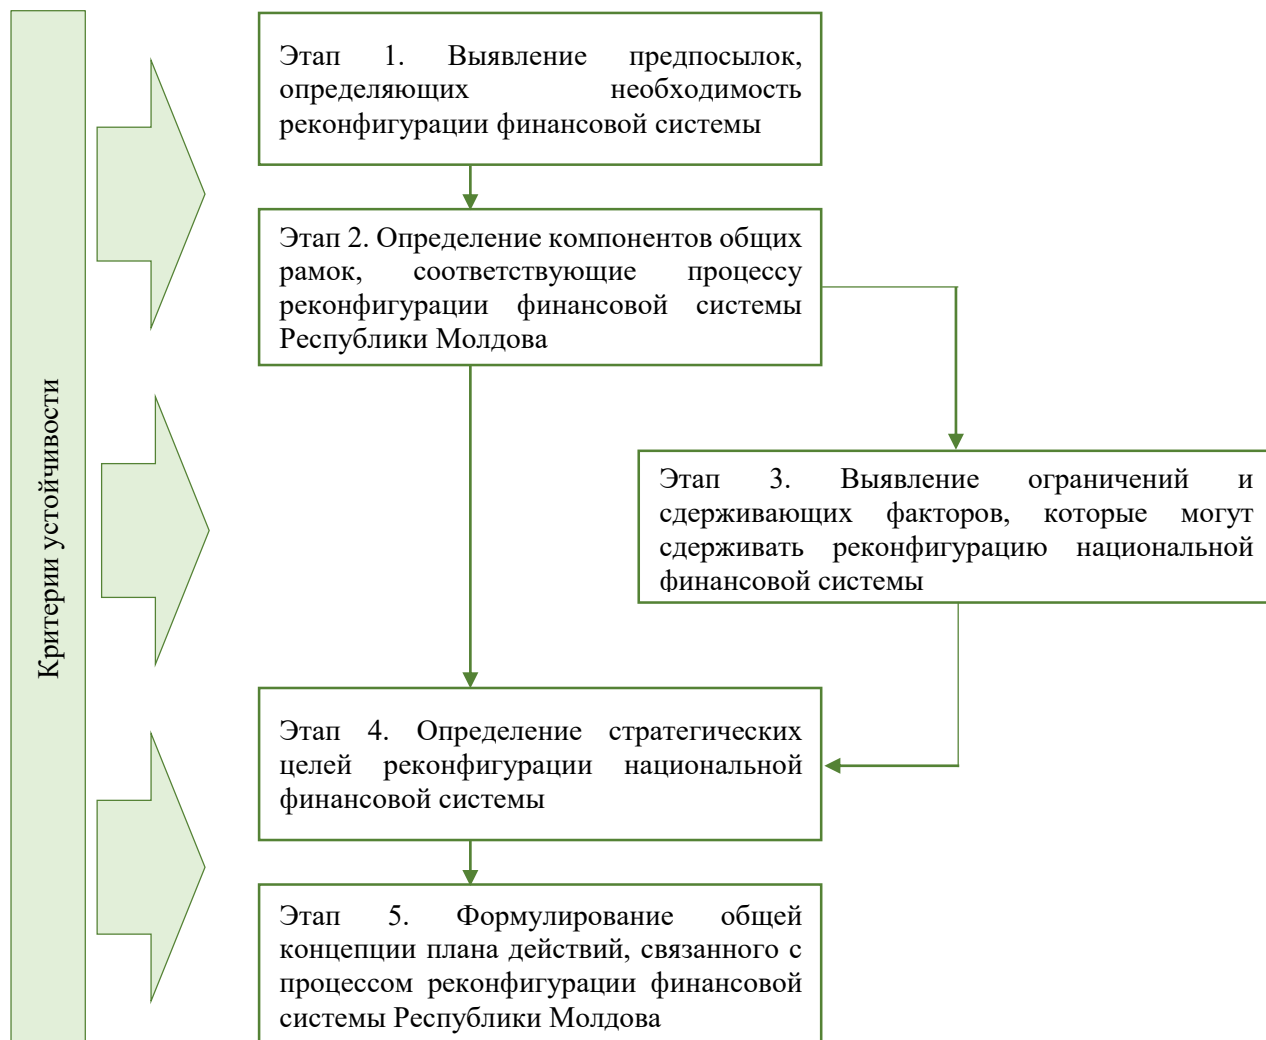 Критерии устойчивости
Этап 1. Выявление предпосылок,
определяющих необходимость
реконфигурации финансовой системы
Этап 2. Определение компонентов общих
рамок, соответствующие процессу
реконфигурации финансовой системы
Республики Молдова
Этап 3. Выявление ограничений и
сдерживающих факторов, которые могут
сдерживать реконфигурацию национальной
финансовой системы
Этап 4. Определение стратегических
целей реконфигурации национальной
финансовой системы
Этап 5. Формулирование общей
концепции плана действий, связанного с
процессом реконфигурации финансовой
системы Республики Молдова